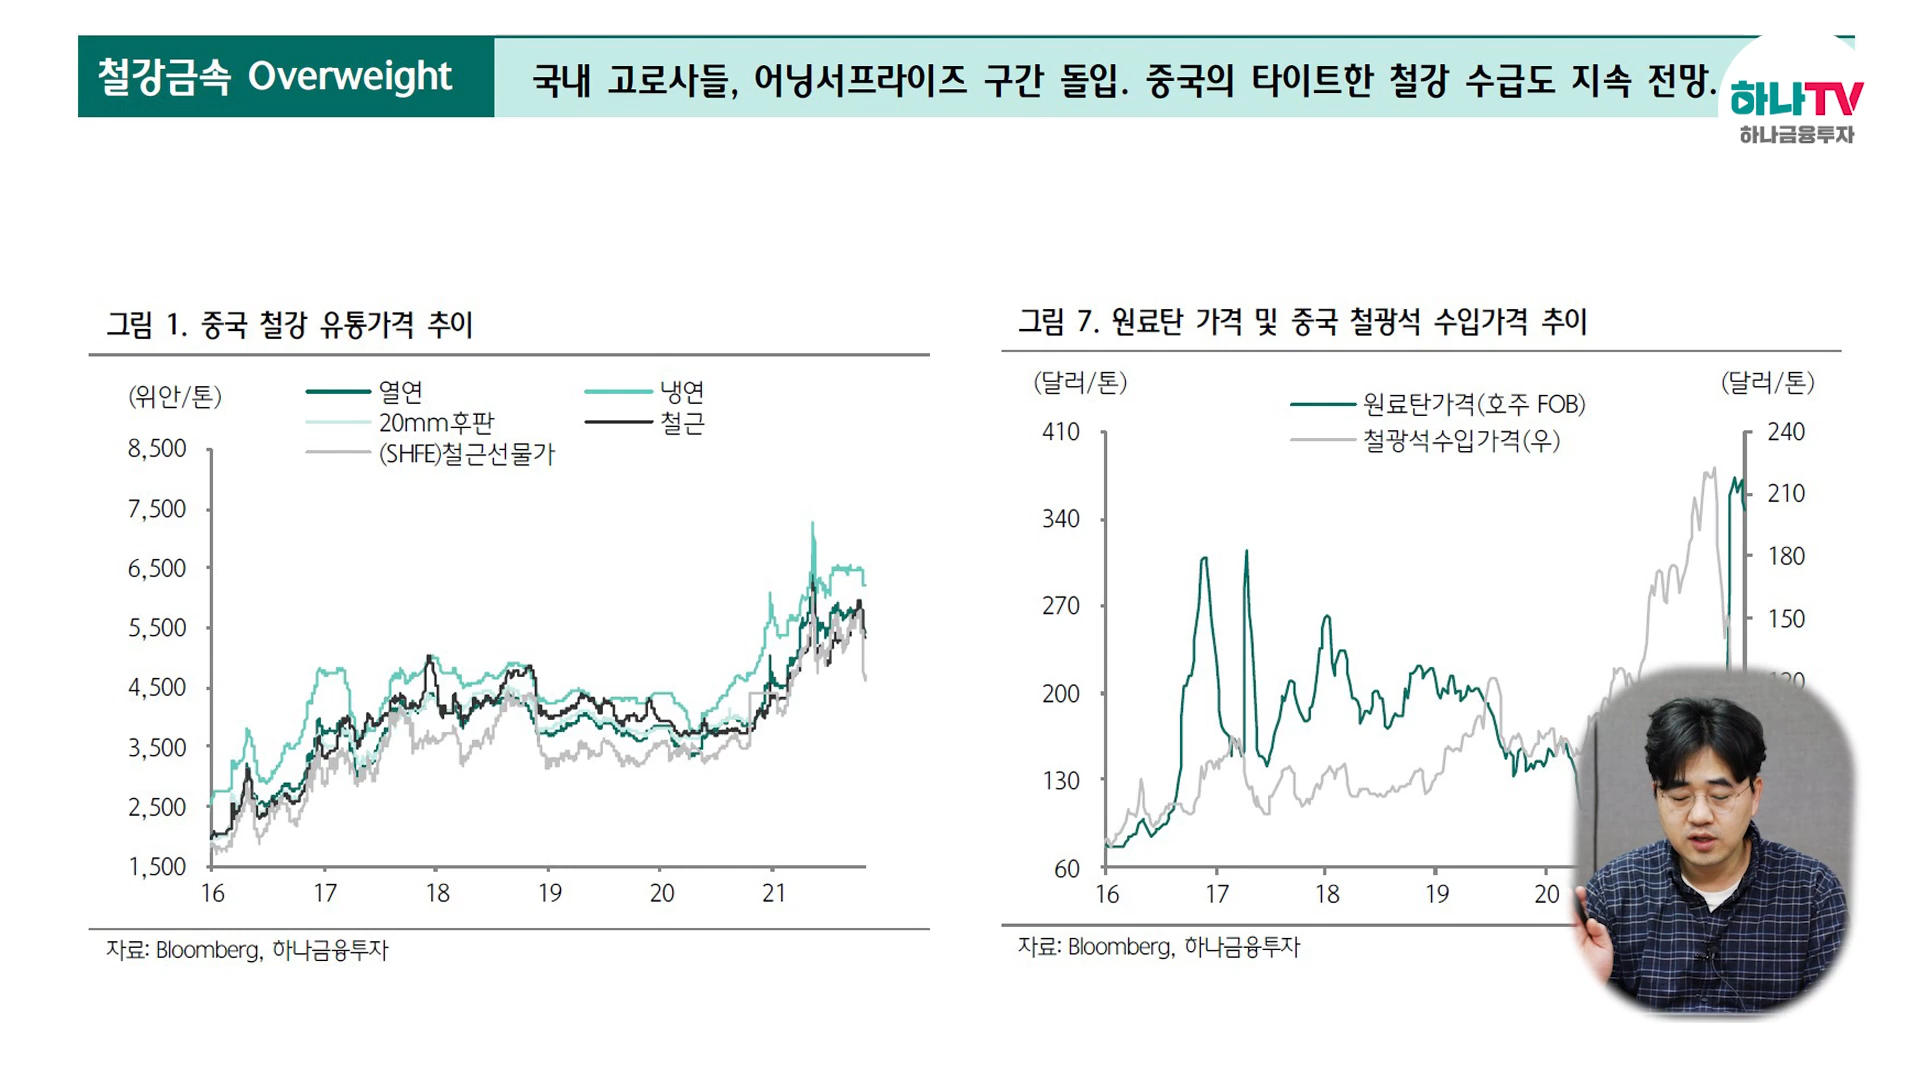 철강금속 Overweight
국내 고로사들, 어닝서프라이즈 구간 돌입. 중국의 타이트한 철강 수급도 지속 전망.
하나TV
하나금융투자
그림 1. 중국 철강 유통가격 추이
(위안/톤)
열연
냉연
20mm후판
철근
(SHFE)철근선물가
8,500
7,500
6,500
5,500
4,500
3,500
2,500
1,500
16 17 18 19 20 21
자료: Bloomberg, 하나금융투자
그림 7. 원료탄 가격 및 중국 철광석 수입가격 추이
(달러/톤)
(달러/톤)
원료탄가격(호주 FOB)
철광석수입가격(우)
410
340
270
200
130
60
240
210
180
150
16 17 18 19 20
자료: Bloomberg, 하나금융투자